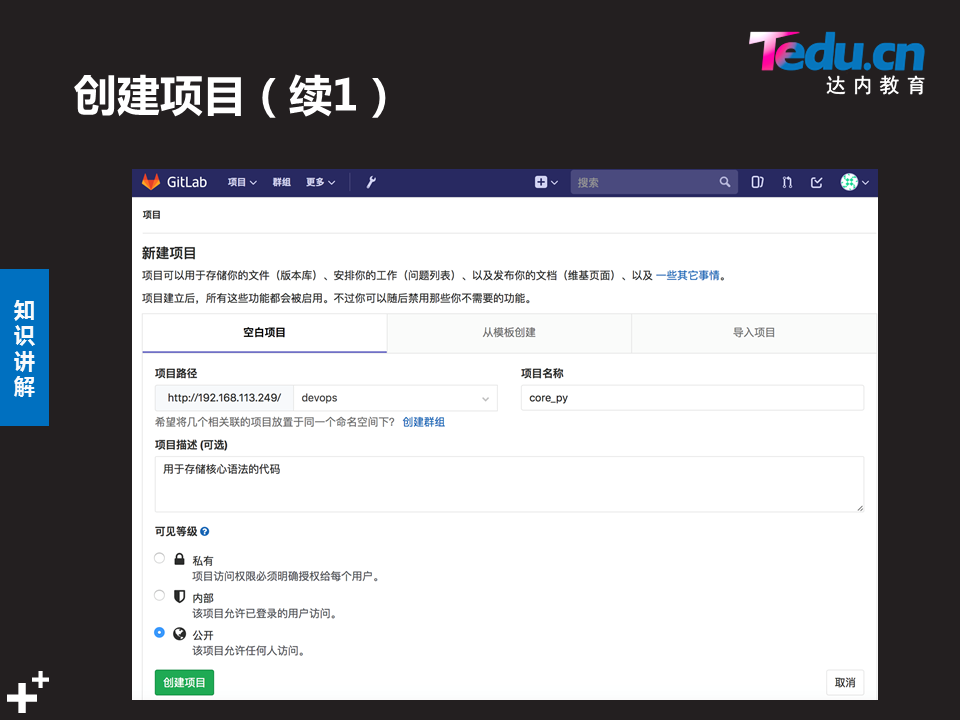 Tedu.cn
达内教育
创建项目（续1）
知识讲解
GitLab 项目 群组 更多 搜索
项目
新建项目
项目可以用于存储你的文件（版本库）、安排你的工作（问题列表）、以及发布你的文档（维基页面）、以及 一些其它事情。
项目建立后，所有这些功能都会被启用。不过你可以随后禁用那些你不需要的功能。
空白项目 从模板创建 导入项目
项目路径 项目名称
http://192.168.113.249/ devops core_py
希望将几个相关联的项目放置于同一个命名空间下？ 创建群组
项目描述 (可选)
用于存储核心语法的代码
可见等级
私有
项目访问权限必须明确授权给每个用户。
内部
该项目允许已登录的用户访问。
公开
该项目允许任何人访问。
创建项目 取消